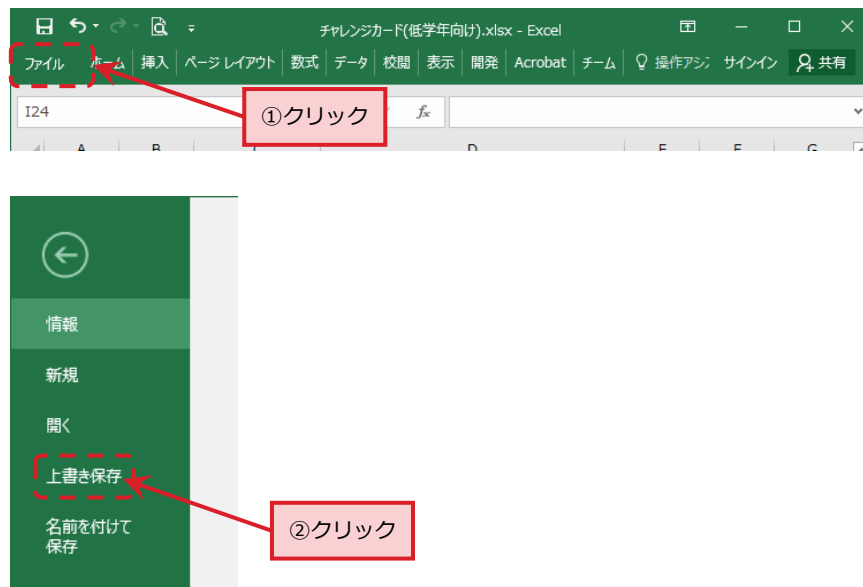 チャレンジカード(低学年向け).xlsx - Excel
ファイル ホーム 挿入 ページ レイアウト 数式 データ 校閲 表示 開発 Acrobat チーム 操作アシ サインイン 共有
I24 fx
①クリック
A B D E F G
情報
新規
開く
上書き保存
名前を付けて
保存
②クリック